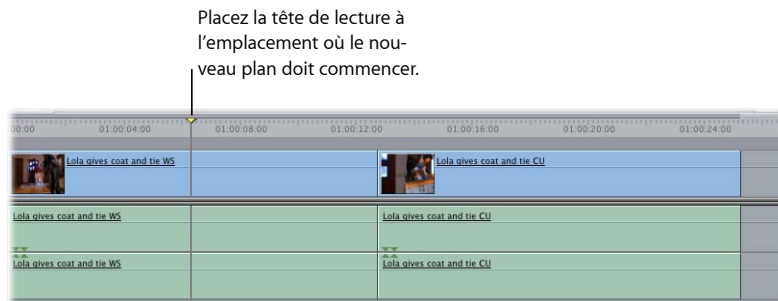 Placez la tête de lecture à
l'emplacement où le nou-
veau plan doit commencer.
00:00 01:00:04:00 01:00:08:00 01:00:12:00 01:00:16:00 01:00:20:00 01:00:24:00
Lola gives coat and tie WS Lola gives coat and tie CU
Lola gives coat and tie WS Lola gives coat and tie CU
Lola gives coat and tie WS Lola gives coat and tie CU